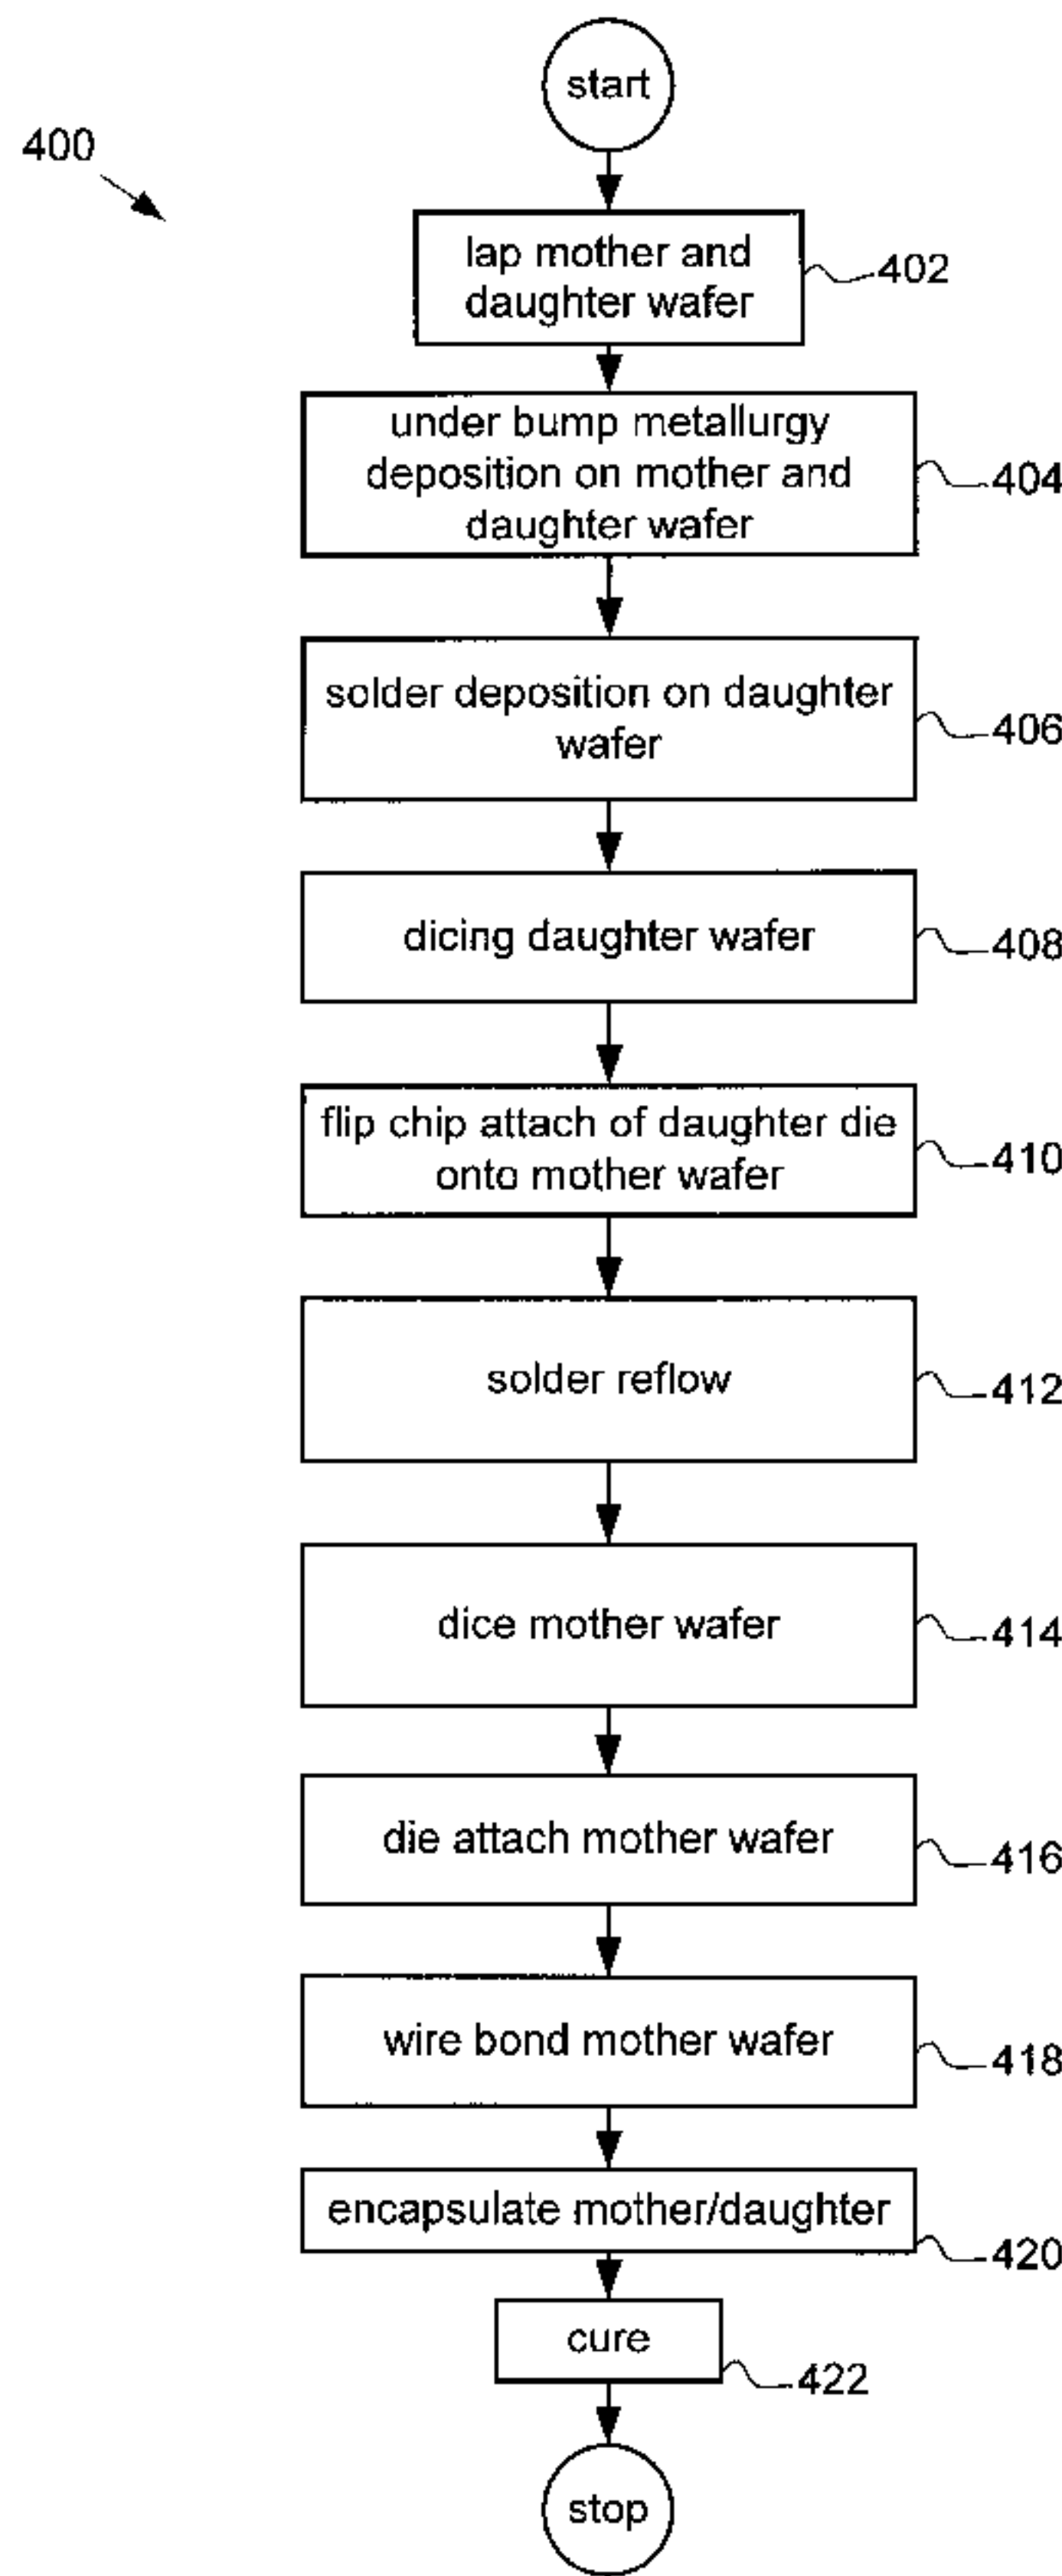 start
400
lap mother and
daughter wafer
402
under bump metallurgy
deposition on mother and
daughter wafer
404
solder deposition on daughter
wafer
406
dicing daughter wafer
408
flip chip attach of daughter die
onto mother wafer
410
solder reflow
412
dice mother wafer
414
die attach mother wafer
416
wire bond mother wafer
418
encapsulate mother/daughter
420
cure
422
stop